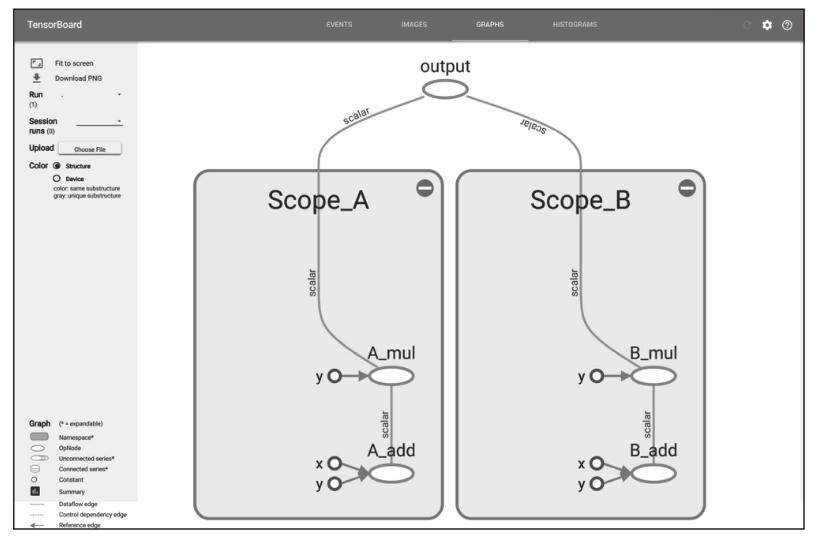 TensorBoard
EVENTS
IMAGES
GRAPHS
HISTOGRAMS
Fit to screen
Download PNG
Run .
(1)
Session
runs (0)
Upload Choose File
Color Structure
Device
color: same substructure
gray: unique substructure
Graph (* = expandable)
Namespace*
OpNode
Unconnected series*
Connected series*
Constant
Summary
Dataflow edge
Control dependency edge
Reference edge
output
scalar
scalar
Scope_A
scalar
A_mul
y
scalar
A_add
x
y
Scope_B
scalar
B_mul
y
scalar
B_add
x
y